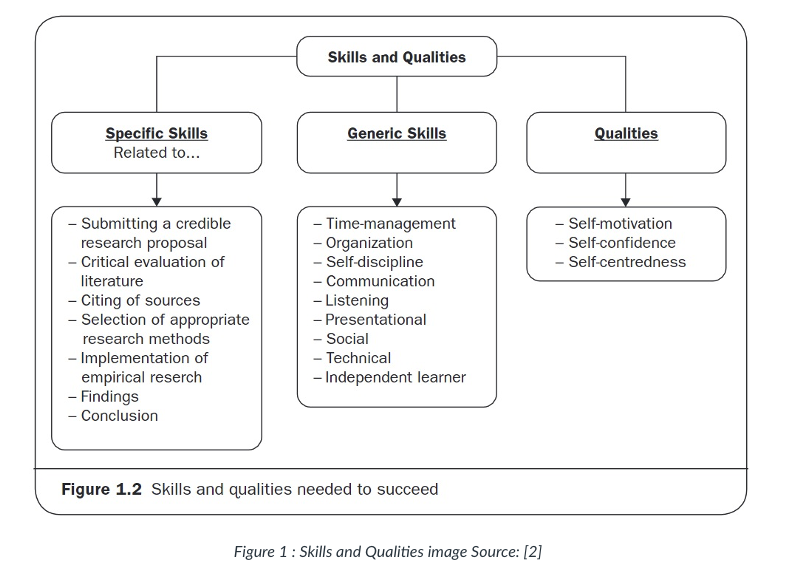 Skills and Qualities
Specific Skills
Related to...
– Submitting a credible
research proposal
– Critical evaluation of
literature
– Citing of sources
– Selection of appropriate
research methods
– Implementation of
empirical reserch
– Findings
– Conclusion
Generic Skills
– Time-management
– Organization
– Self-discipline
– Communication
– Listening
– Presentational
– Social
– Technical
– Independent learner
Qualities
– Self-motivation
– Self-confidence
– Self-centredness
Figure 1.2 Skills and qualities needed to succeed
Figure 1 : Skills and Qualities image Source: [2]